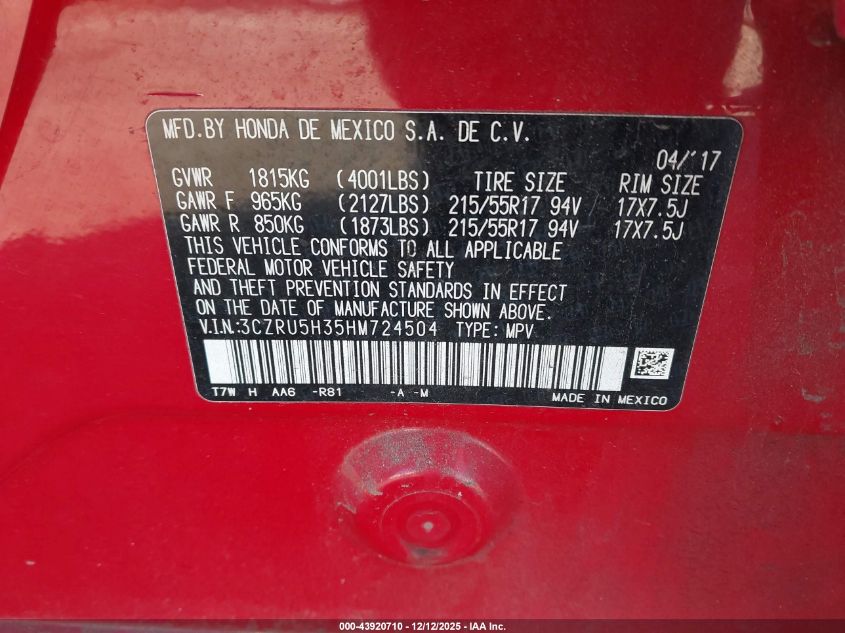 MFD.BY HONDA DE MEXICO S.A. DE C.V.
04/'17
GVWR 1815KG (4001LBS) TIRE SIZE RIM SIZE
GAWR F 965KG (2127LBS) 215/55R17 94V 17X7.5J
GAWR R 850KG (1873LBS) 215/55R17 94V 17X7.5J
THIS VEHICLE CONFORMS TO ALL APPLICABLE
FEDERAL MOTOR VEHICLE SAFETY
AND THEFT PREVENTION STANDARDS IN EFFECT
ON THE DATE OF MANUFACTURE SHOWN ABOVE.
V.I.N:3CZRU5H35HM724504 TYPE: MPV
T7W H AA6 -R81 -A -M
MADE IN MEXICO
000-43920710 - 12/12/2025 - IAA Inc.